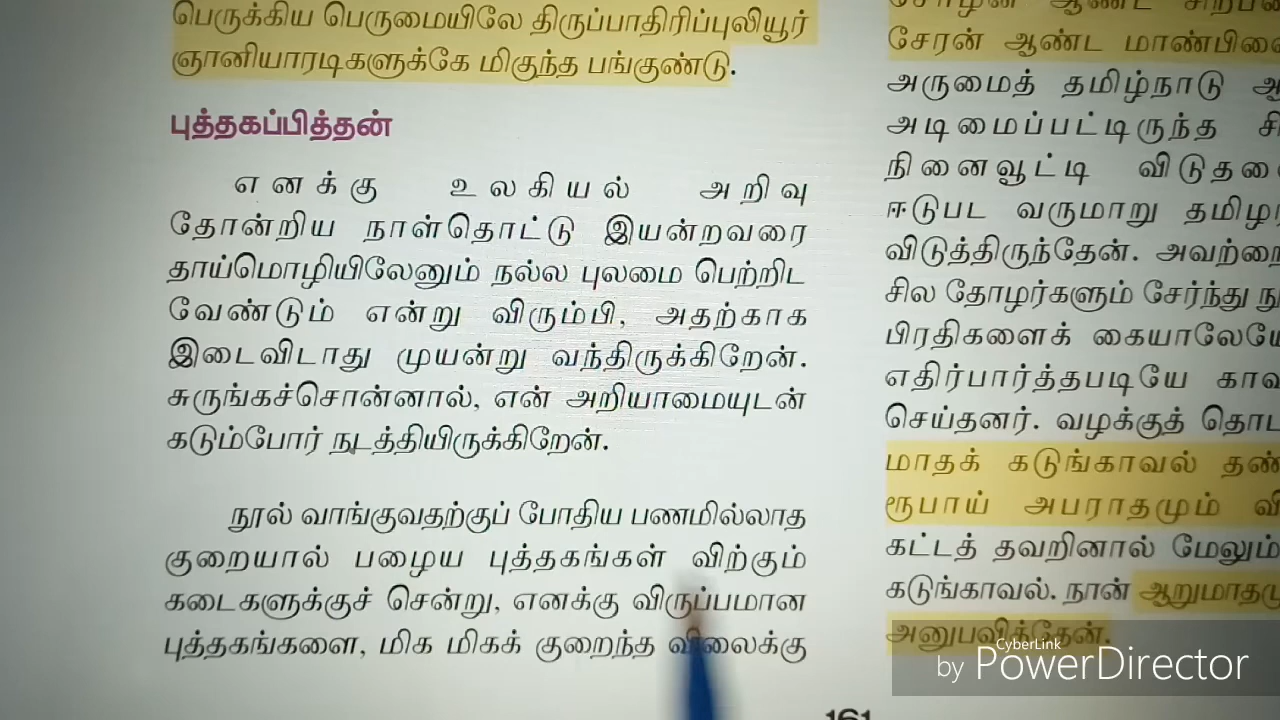 பெருக்கிய பெருமையிலே திருப்பாதிரிப்புலியூர்
ஞானியாரடிகளுக்கே மிகுந்த பங்குண்டு.
புத்தகப்பித்தன்
எனக்கு உலகியல் அறிவு
தோன்றிய நாள்தொட்டு இயன்றவரை
தாய்மொழியிலேனும் நல்ல புலமை பெற்றிட
வேண்டும் என்று விரும்பி, அதற்காக
இடைவிடாது முயன்று வந்திருக்கிறேன்.
சுருங்கச்சொன்னால், என் அறியாமையுடன்
கடும்போர் நடத்தியிருக்கிறேன்.
நூல் வாங்குவதற்குப் போதிய பணமில்லாத
குறையால் பழைய புத்தகங்கள் விற்கும்
கடைகளுக்குச் சென்று, எனக்கு விருப்பமான
புத்தகங்களை, மிக மிகக் குறைந்த விலைக்கு
சோழன் ஆண்ட
சேரன் ஆண்ட
அருமைத் தமிழ்நாடு
அடிமைப்பட்டிருந்த
நினைவூட்டி
ஈடுபட வருமாறு
விடுத்திருந்தேன்.
சில தோழர்களும் சேர்ந்து
பிரதிகளைக்
எதிர்பார்த்தபடியே
செய்தனர். வழக்குத்
மாதக் கடுங்காவல்
ரூபாய் அபராதமும்
கட்டத் தவறினால் மேலும்
கடுங்காவல். நான்
அனுபவித்தேன்.
161
CyberLink
by PowerDirector